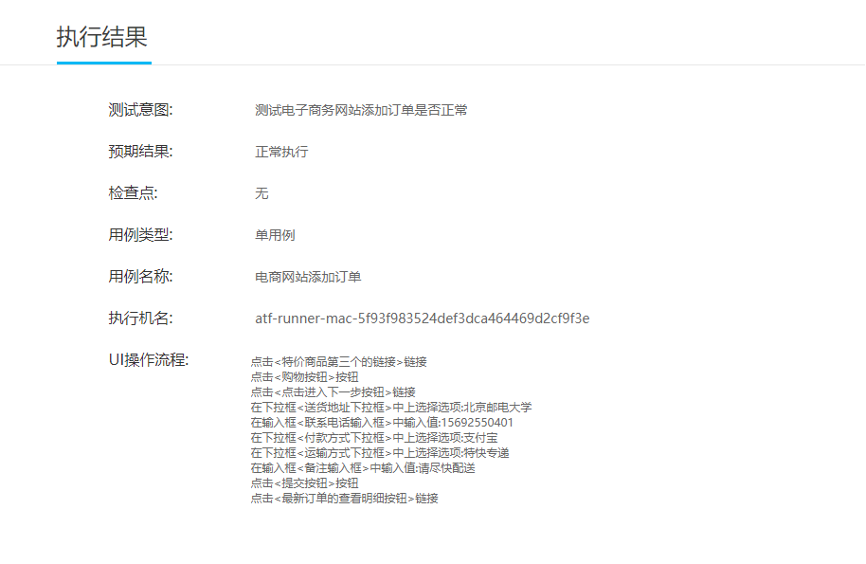 执行结果
测试意图: 测试电子商务网站添加订单是否正常
预期结果: 正常执行
检查点: 无
用例类型: 单用例
用例名称: 电商网站添加订单
执行机名: atf-runner-mac-5f93f983524def3dca464469d2cf9f3e
UI操作流程: 点击<特价商品第三个的链接>链接
点击<购物按钮>按钮
点击<点击进入下一步按钮>链接
在下拉框<送货地址下拉框>中上选择选项:北京邮电大学
在输入框<联系电话输入框>中输入值:15692550401
在下拉框<付款方式下拉框>中上选择选项:支付宝
在下拉框<运输方式下拉框>中上选择选项:特快专递
在输入框<备注输入框>中输入值:请尽快配送
点击<提交按钮>按钮
点击<最新订单的查看明细按钮>链接